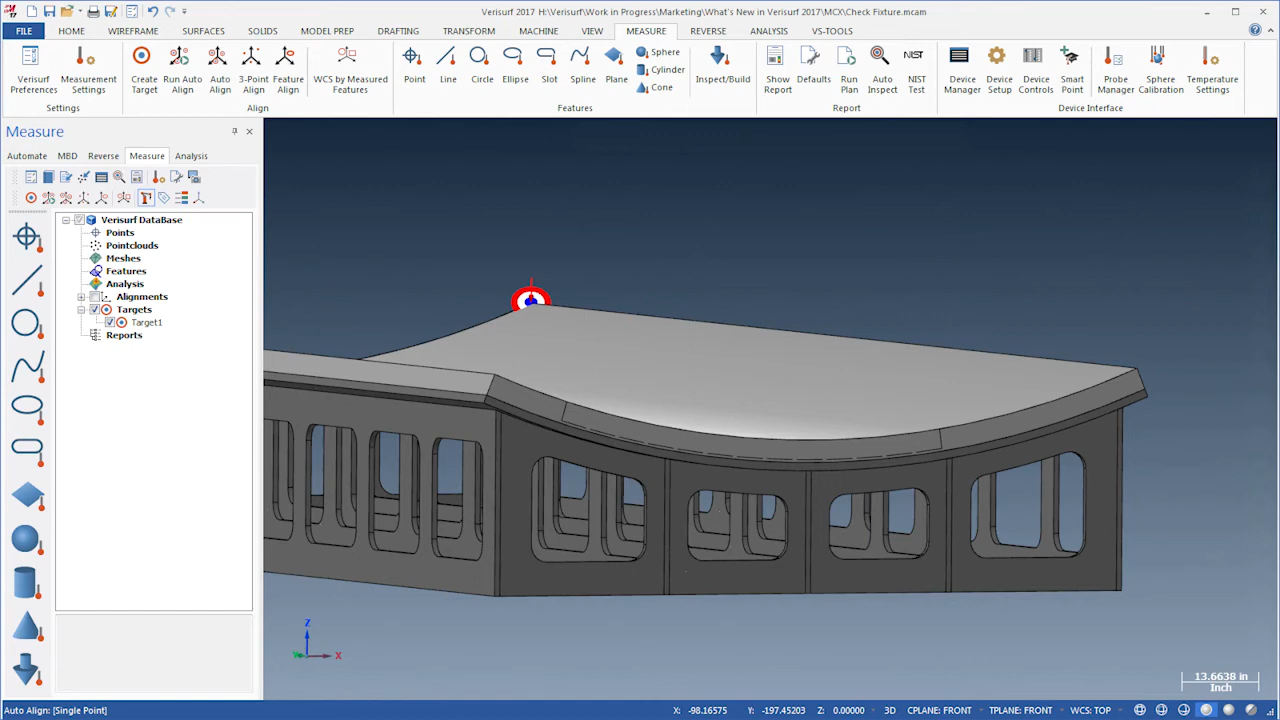 Verisurf 2017 H:\Verisurf\Work in Progress\Marketing\What's New in Verisurf 2017\MCX\Check Fixture.mcam
FILE HOME WIREFRAME SURFACES SOLIDS MODEL PREP DRAFTING TRANSFORM MACHINE VIEW MEASURE REVERSE ANALYSIS VS-TOOLS
Verisurf Preferences
Measurement Settings
Settings
Create Target
Run Auto Align
Auto Align
3-Point Align
Feature Align
WCS by Measured Features
Align
Point
Line
Circle
Ellipse
Slot
Spline
Plane
Sphere
Cylinder
Cone
Inspect/Build
Features
Show Report
Defaults
Run Plan
Auto Inspect
NIST
NIST Test
Report
Device Manager
Device Setup
Device Controls
Smart Point
Device Interface
Probe Manager
Sphere Calibration
Temperature Settings
Measure
Automate MBD Reverse Measure Analysis
Verisurf DataBase
Points
Pointclouds
Meshes
Features
Analysis
Alignments
Targets
Target1
Reports
Z
X
13.6638 in
Inch
Auto Align: [Single Point]
X: -98.16575 Y: -197.45203 Z: 0.00000 3D CPLANE: FRONT TPLANE: FRONT WCS: TOP